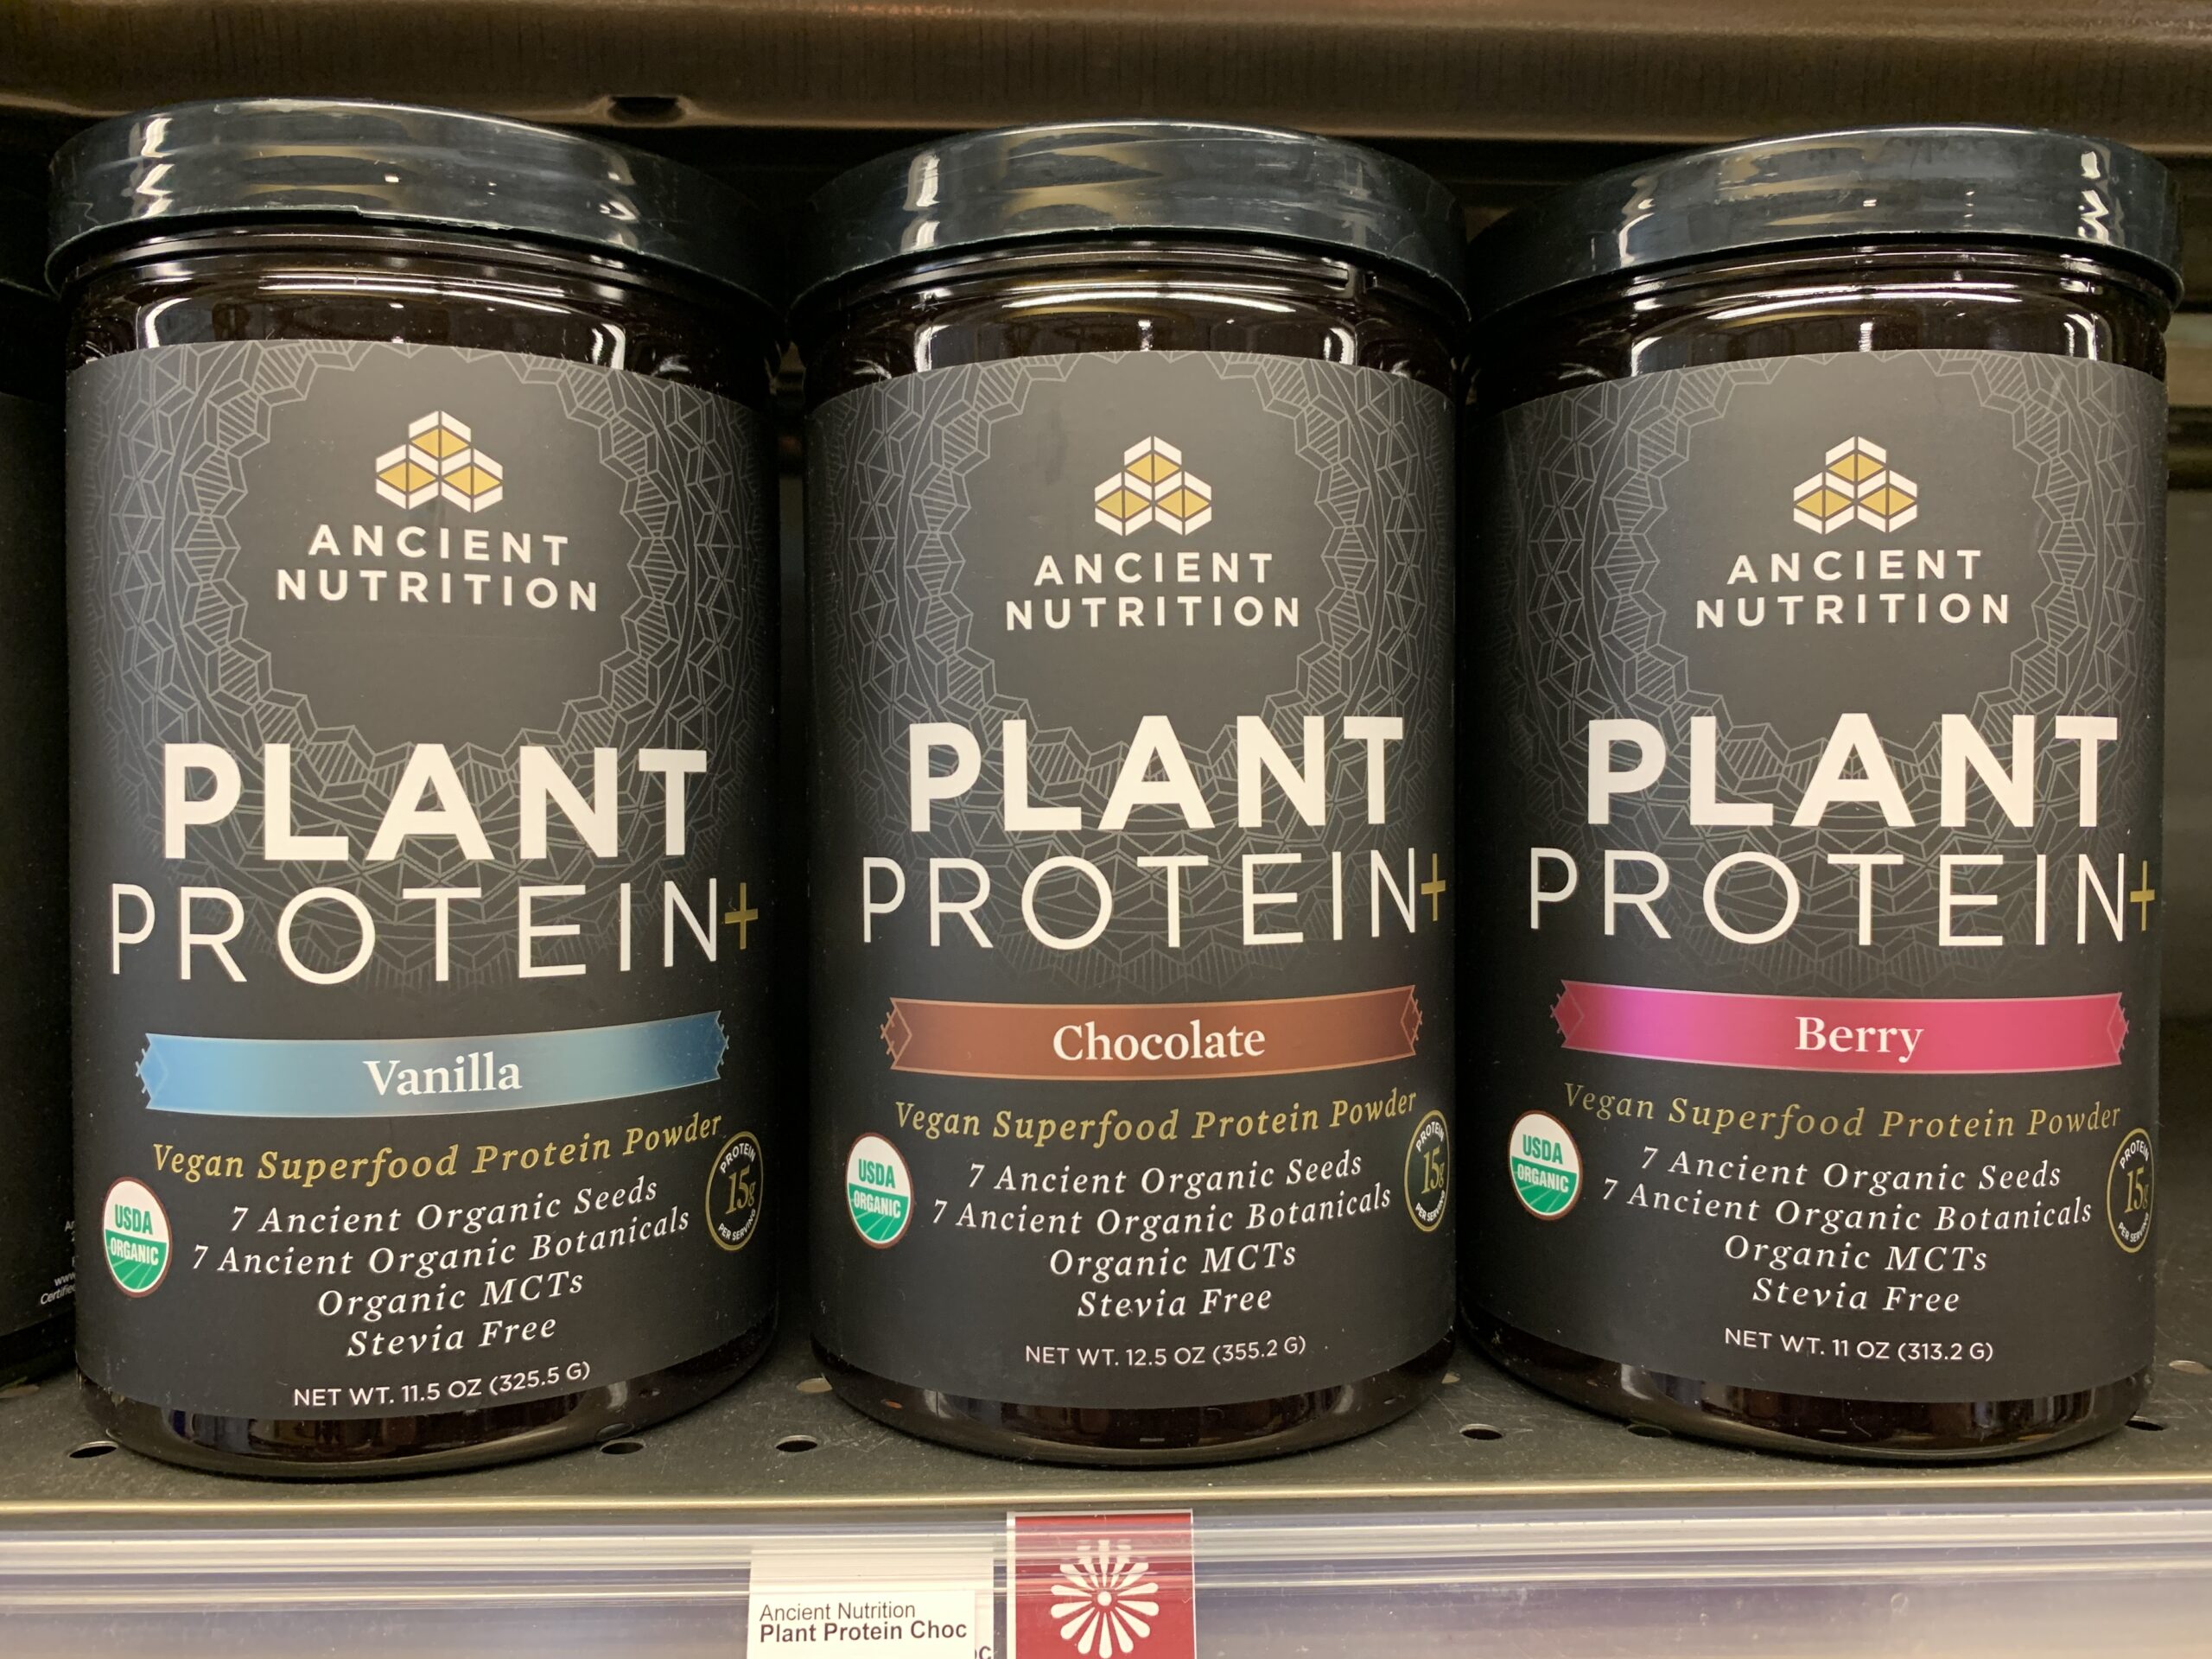 ANCIENT
NUTRITION
PLANT
PROTEIN+
Vanilla
Vegan Superfood Protein Powder
USDA
ORGANIC
7 Ancient Organic Seeds
7 Ancient Organic Botanicals
Organic MCTs
Stevia Free
PROTEIN
15g
PER SERVING
NET WT. 11.5 OZ (325.5 G)
ANCIENT
NUTRITION
PLANT
PROTEIN+
Chocolate
Vegan Superfood Protein Powder
USDA
ORGANIC
7 Ancient Organic Seeds
7 Ancient Organic Botanicals
Organic MCTs
Stevia Free
PROTEIN
15g
PER SERVING
NET WT. 12.5 OZ (355.2 G)
ANCIENT
NUTRITION
PLANT
PROTEIN+
Berry
Vegan Superfood Protein Powder
USDA
ORGANIC
7 Ancient Organic Seeds
7 Ancient Organic Botanicals
Organic MCTs
Stevia Free
PROTEIN
15g
PER SERVING
NET WT. 11 OZ (313.2 G)
Ancient Nutrition
Plant Protein Choc